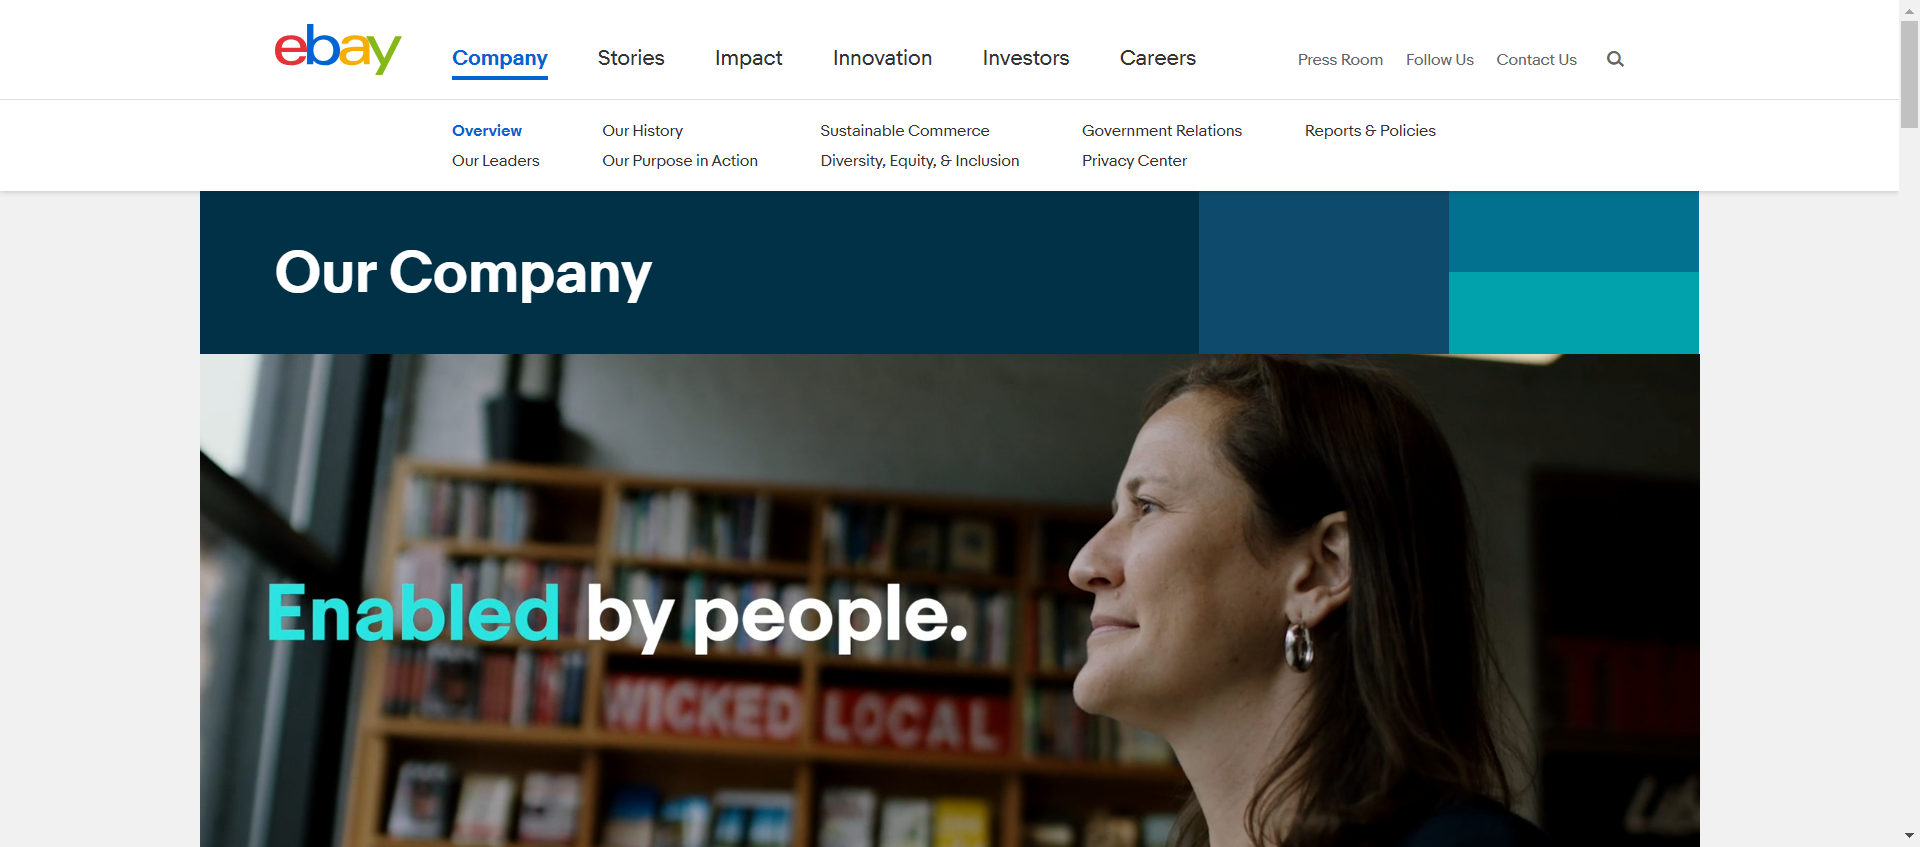 ebay
Company Stories Impact Innovation Investors Careers Press Room Follow Us Contact Us
Overview Our History Sustainable Commerce Government Relations Reports & Policies
Our Leaders Our Purpose in Action Diversity, Equity, & Inclusion Privacy Center
Our Company
Enabled by people.
WICKED LOCAL